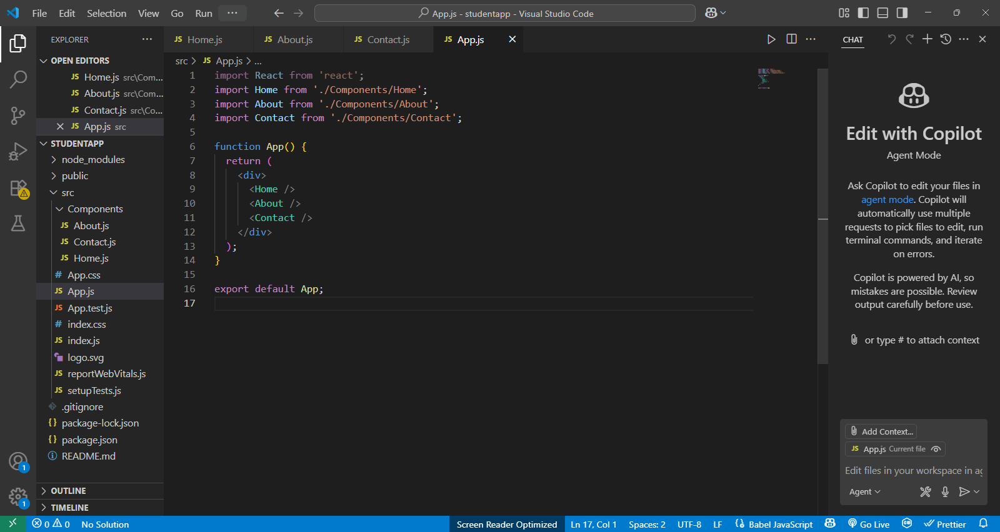 File Edit Selection View Go Run ···
App.js - studentapp - Visual Studio Code
EXPLORER ···
OPEN EDITORS
JS Home.js src\Com...
JS About.js src\Com...
JS Contact.js src\Co...
JS App.js src
STUDENTAPP
node_modules
public
src
Components
JS About.js
JS Contact.js
JS Home.js
# App.css
JS App.js
JS App.test.js
# index.css
JS index.js
logo.svg
JS reportWebVitals.js
JS setupTests.js
.gitignore
{} package-lock.json
{} package.json
README.md
OUTLINE
TIMELINE
1
1
JS Home.js JS About.js JS Contact.js JS App.js
src > JS App.js > ...
1 import React from 'react';
2 import Home from './Components/Home';
3 import About from './Components/About';
4 import Contact from './Components/Contact';
5
6 function App() {
7 return (
8 <div>
9 <Home />
10 <About />
11 <Contact />
12 </div>
13 );
14 }
15
16 export default App;
17
CHAT
Edit with Copilot
Agent Mode
Ask Copilot to edit your files in
agent mode. Copilot will
automatically use multiple
requests to pick files to edit, run
terminal commands, and iterate
on errors.
Copilot is powered by AI, so
mistakes are possible. Review
output carefully before use.
or type # to attach context
Add Context...
JS App.js Current file
Edit files in your workspace in ag
Agent
0 0 No Solution
Screen Reader Optimized Ln 17, Col 1 Spaces: 2 UTF-8 LF {} Babel JavaScript Go Live Prettier